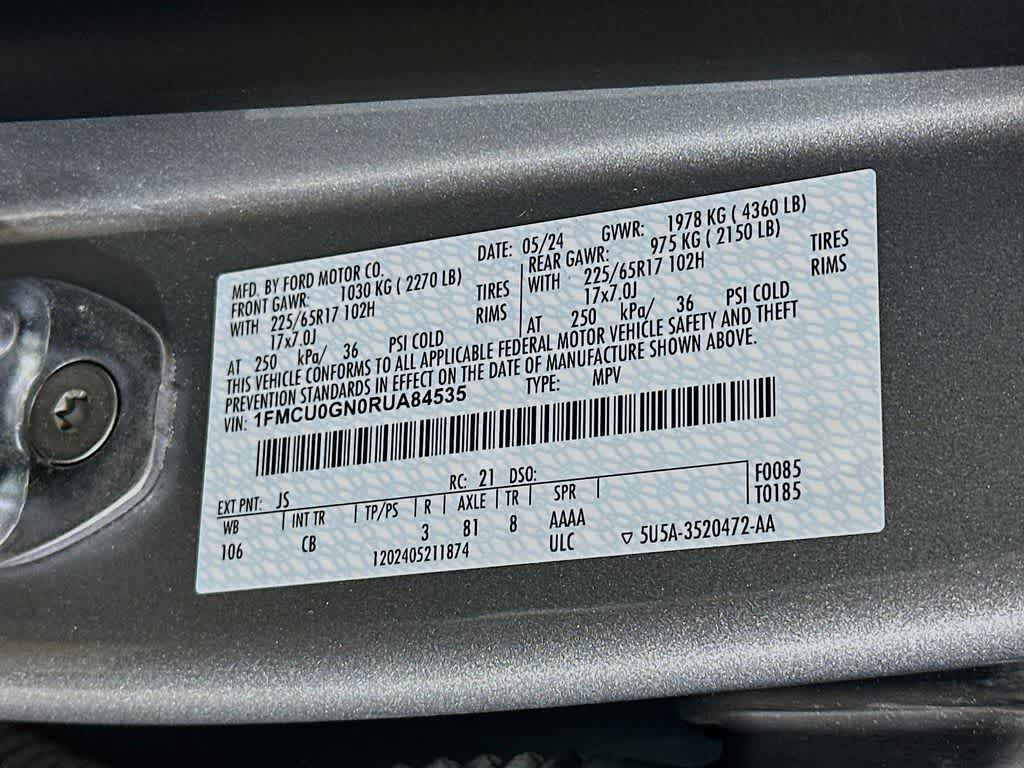 MFD. BY FORD MOTOR CO. DATE: 05/24 GVWR: 1978 KG ( 4360 LB)
FRONT GAWR: 1030 KG ( 2270 LB) REAR GAWR: 975 KG ( 2150 LB)
WITH 225/65R17 102H TIRES WITH 225/65R17 102H TIRES
17x7.0J RIMS 17x7.0J RIMS
AT 250 kPa/ 36 PSI COLD AT 250 kPa/ 36 PSI COLD
THIS VEHICLE CONFORMS TO ALL APPLICABLE FEDERAL MOTOR VEHICLE SAFETY AND THEFT
PREVENTION STANDARDS IN EFFECT ON THE DATE OF MANUFACTURE SHOWN ABOVE.
VIN: 1FMCU0GN0RUA84535 TYPE: MPV
EXT PNT: JS RC: 21 DSO: F0085
WB INT TR TP/PS R AXLE TR SPR T0185
106 CB 3 81 8 AAAA
1202405211874 ULC ▽ 5U5A-3520472-AA